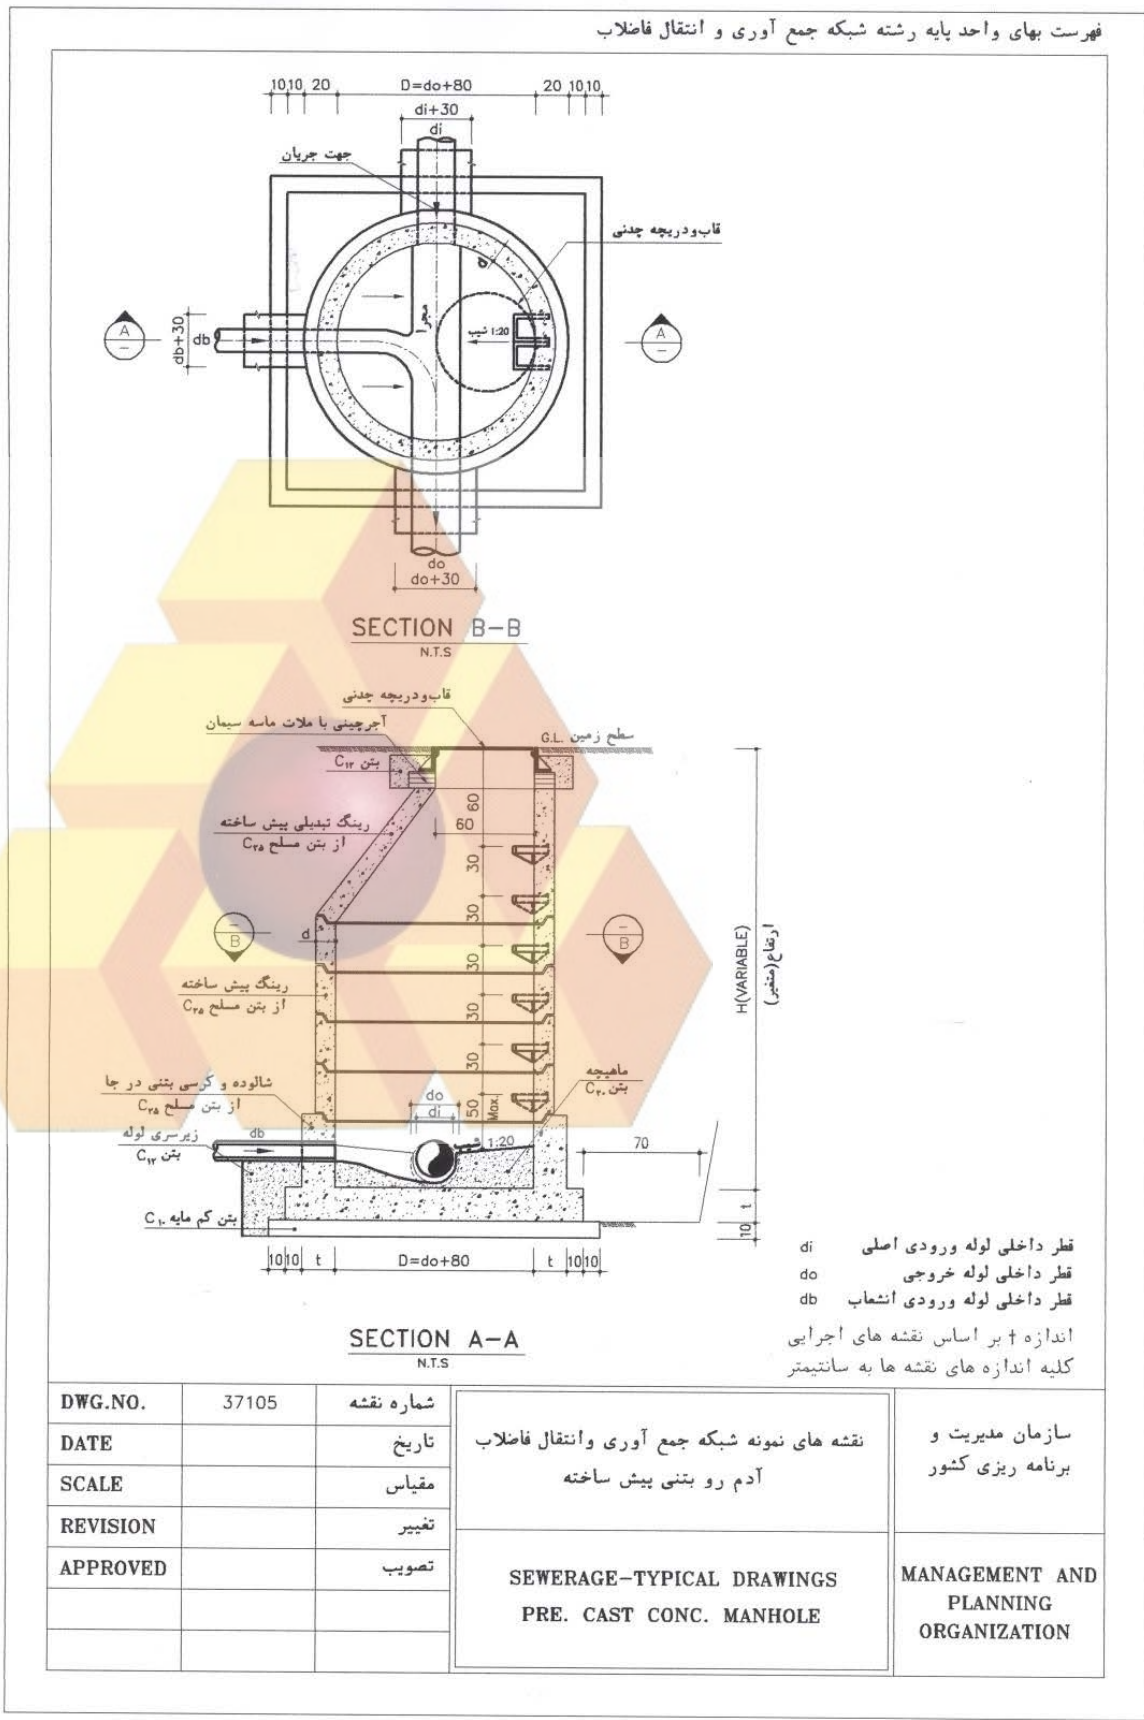 فهرست بهای واحد پایه رشته شبکه جمع آوری و انتقال فاضلاب
10 10 20 D=do+80 20 10 10
di+30
di
جهت جریان
قاب‌ودریچه چدنی
d
A
–
db+30
db
مجرا
شیب 1:20
A
–
do
do+30
SECTION B-B
N.T.S
قاب‌ودریچه چدنی
آجرچینی با ملات ماسه سیمان
سطح زمین G.L.
بتن C۱۲
60
60
رینگ تبدیلی پیش ساخته
از بتن مسلح C۲۵
30
30
30
30
30
50 Max.
–
B
d
–
B
H(VARIABLE)
ارتفاع(متغیر)
رینگ پیش ساخته
از بتن مسلح C۲۵
شالوده و کرسی بتنی در جا
از بتن مسلح C۲۵
ماهیچه
بتن C۲۰
do
di
زیرسری لوله
بتن C۱۲
db
شیب 1:20
70
t
10
بتن کم مایه C۱۰
10 10 t D=do+80 t 10 10
قطر داخلی لوله ورودی اصلی di
قطر داخلی لوله خروجی do
قطر داخلی لوله ورودی انشعاب db
اندازه t بر اساس نقشه های اجرایی
کلیه اندازه های نقشه ها به سانتیمتر
SECTION A-A
N.T.S
DWG.NO. 37105 شماره نقشه
DATE تاریخ
SCALE مقیاس
REVISION تغییر
APPROVED تصویب
نقشه های نمونه شبکه جمع آوری وانتقال فاضلاب
آدم رو بتنی پیش ساخته
SEWERAGE-TYPICAL DRAWINGS
PRE. CAST CONC. MANHOLE
سازمان مدیریت و
برنامه ریزی کشور
MANAGEMENT AND
PLANNING
ORGANIZATION